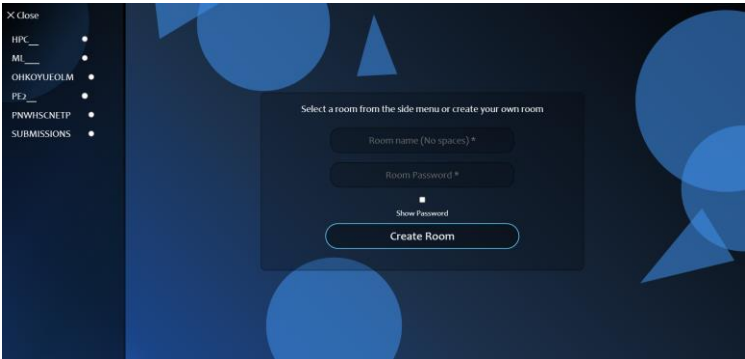 × Close
HPC__
ML___
OHKOYUEOLM
PE2__
PNWHSCNETP
SUBMISSIONS
Select a room from the side menu or create your own room
Room name (No spaces) *
Room Password *
Show Password
Create Room